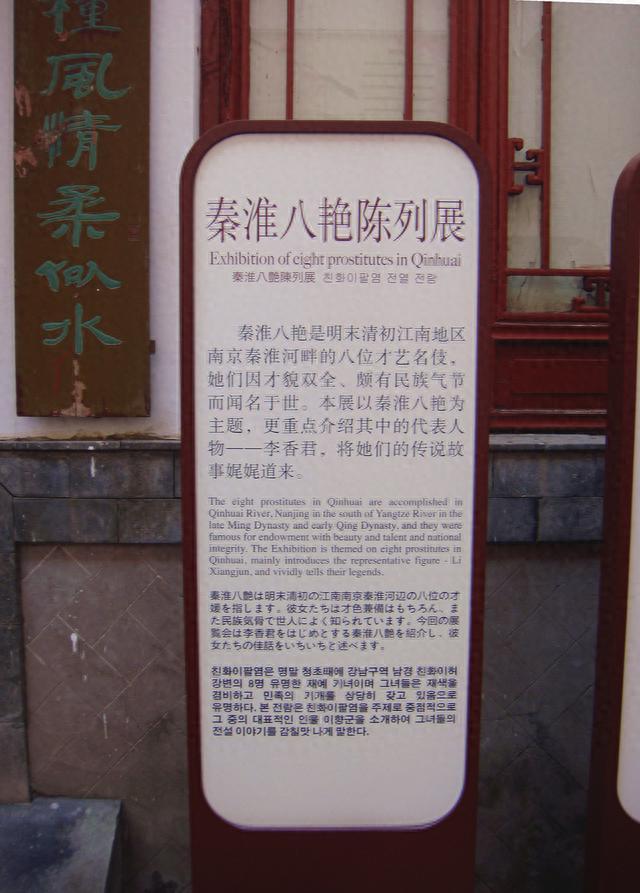 種風情柔似水
秦淮八艳陈列展
Exhibition of eight prostitutes in Qinhuai
秦淮八艶陳列展 친화이팔염 전열 전람
秦淮八艳是明末清初江南地区
南京秦淮河畔的八位才艺名伎，
她们因才貌双全、颇有民族气节
而闻名于世。本展以秦淮八艳为
主题，更重点介绍其中的代表人
物——李香君，将她们的传说故
事娓娓道来。
The eight prostitutes in Qinhuai are accomplished in
Qinhuai River, Nanjing in the south of Yangtze River in the
late Ming Dynasty and early Qing Dynasty, and they were
famous for endowment with beauty and talent and national
integrity. The Exhibition is themed on eight prostitutes in
Qinhuai, mainly introduces the representative figure - Li
Xiangjun, and vividly tells their legends.
秦淮八艶は明末清初の江南南京秦淮河辺の八位の才
媛を指します。彼女たちは才色兼備はもちろん、ま
た民族気骨で世人によく知られています。今回の展
覧会は李香君をはじめとする秦淮八艶を紹介し、彼
女たちの佳話をいちいちと述べます。
친화이팔염은 명말 청초때에 강남구역 남경 친화이허
강변의 8명 유명한 재예 기녀이며 그녀들은 재색을
겸비하고 민족의 기개를 상당히 갖고 있음으로
유명하다. 본 전람은 친화이팔염을 주제로 중점적으로
그 중의 대표적인 인물 이향군을 소개하여 그녀들의
전설 이야기를 감칠맛 나게 말한다.